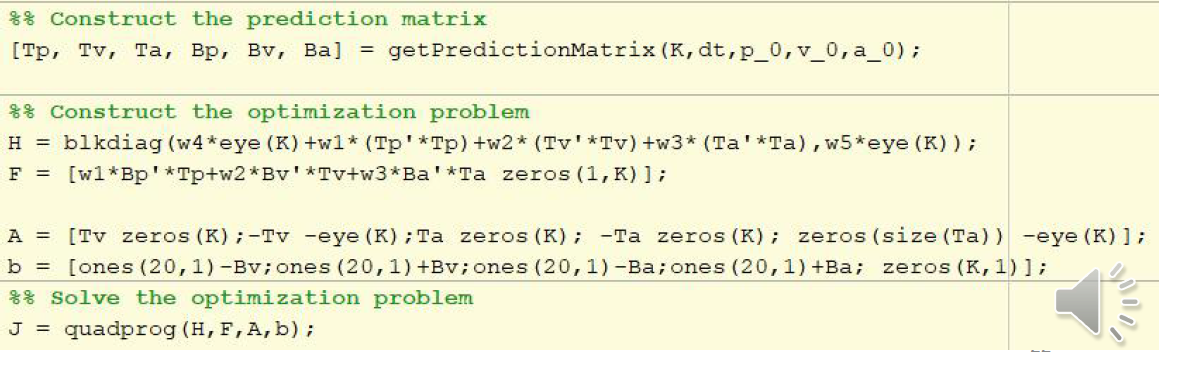 %% Construct the prediction matrix
[Tp, Tv, Ta, Bp, Bv, Ba] = getPredictionMatrix(K,dt,p_0,v_0,a_0);
%% Construct the optimization problem
H = blkdiag(w4*eye(K)+w1*(Tp'*Tp)+w2*(Tv'*Tv)+w3*(Ta'*Ta),w5*eye(K));
F = [w1*Bp'*Tp+w2*Bv'*Tv+w3*Ba'*Ta zeros(1,K)];
A = [Tv zeros(K);-Tv -eye(K);Ta zeros(K); -Ta zeros(K); zeros(size(Ta)) -eye(K)];
b = [ones(20,1)-Bv;ones(20,1)+Bv;ones(20,1)-Ba;ones(20,1)+Ba; zeros(K,1)];
%% Solve the optimization problem
J = quadprog(H,F,A,b);